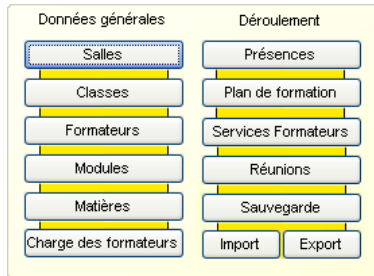 Données générales
Déroulement
Salles
Présences
Classes
Plan de formation
Formateurs
Services Formateurs
Modules
Réunions
Matières
Sauvegarde
Charge des formateurs
Import
Export